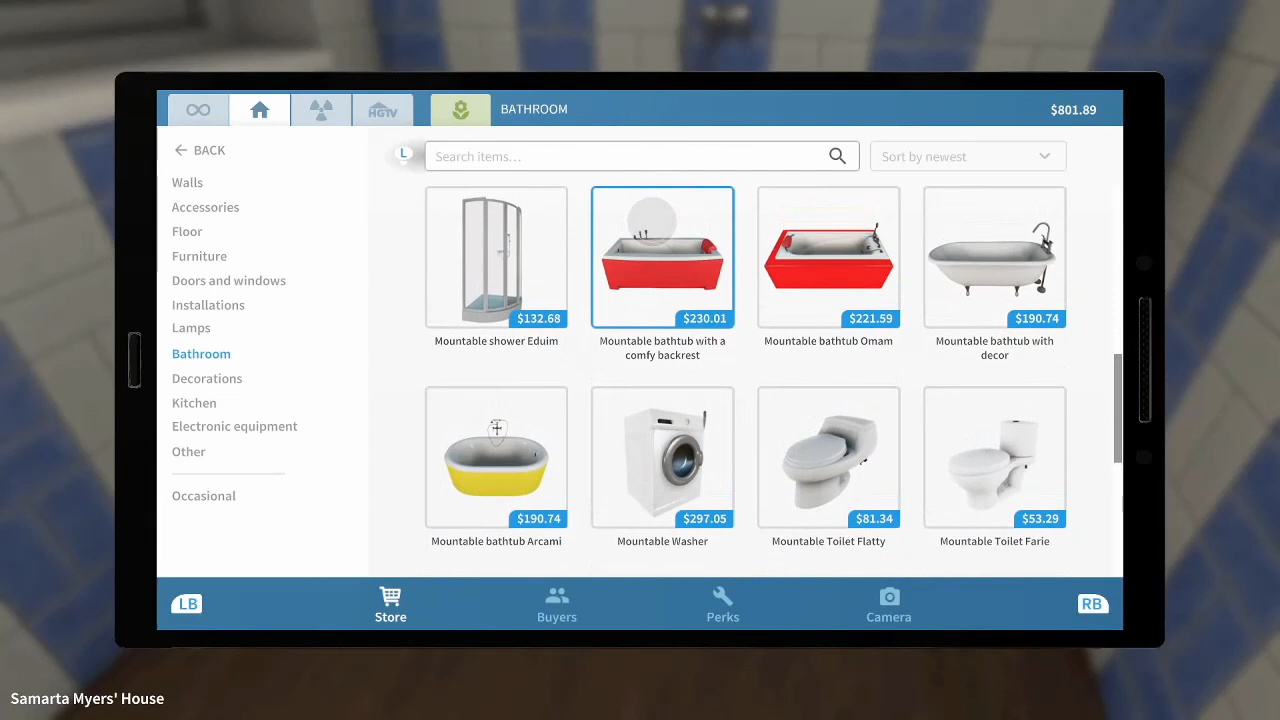 HGTV
BATHROOM
$801.89
BACK
L
Search items...
Sort by newest
Walls
Accessories
Floor
Furniture
Doors and windows
Installations
Lamps
Bathroom
Decorations
Kitchen
Electronic equipment
Other
Occasional
$132.68
$230.01
$221.59
$190.74
Mountable shower Eduim
Mountable bathtub with a
comfy backrest
Mountable bathtub Omam
Mountable bathtub with
decor
$190.74
$297.05
$81.34
$53.29
Mountable bathtub Arcami
Mountable Washer
Mountable Toilet Flatty
Mountable Toilet Farie
LB
Store
Buyers
Perks
Camera
RB
Samarta Myers' House